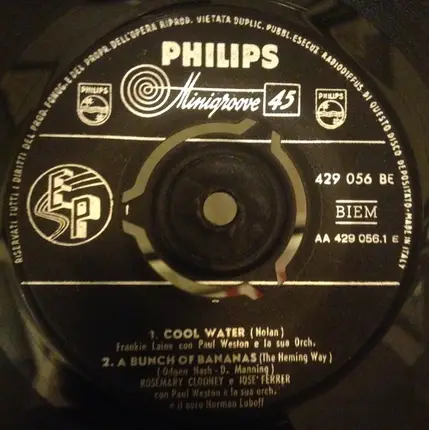 RISERVATI TUTTI I DIRITTI DEL PROD. FONOG. E DEL PROPR. DELL'OPERA RIPROD. VIETATA DUPLIC. PUBBL. ESECUZ. RADIODIFFUS. DI QUESTO DISCO DEPOSITATO - MADE IN ITALY
PHILIPS
Minigroove 45
PHILIPS PHILIPS
EP
429 056 BE
BIEM
AA 429 056.1 E
1. COOL WATER (Nolan)
Frankie Laine con Paul Weston e la sua Orch.
2. A BUNCH OF BANANAS (The Heming Way)
(Odgen Nash - D. Manning)
ROSEMARY CLOONEY e JOSE' FERRER
con Paul Weston e la sua orch.
e il coro Norman Luboff